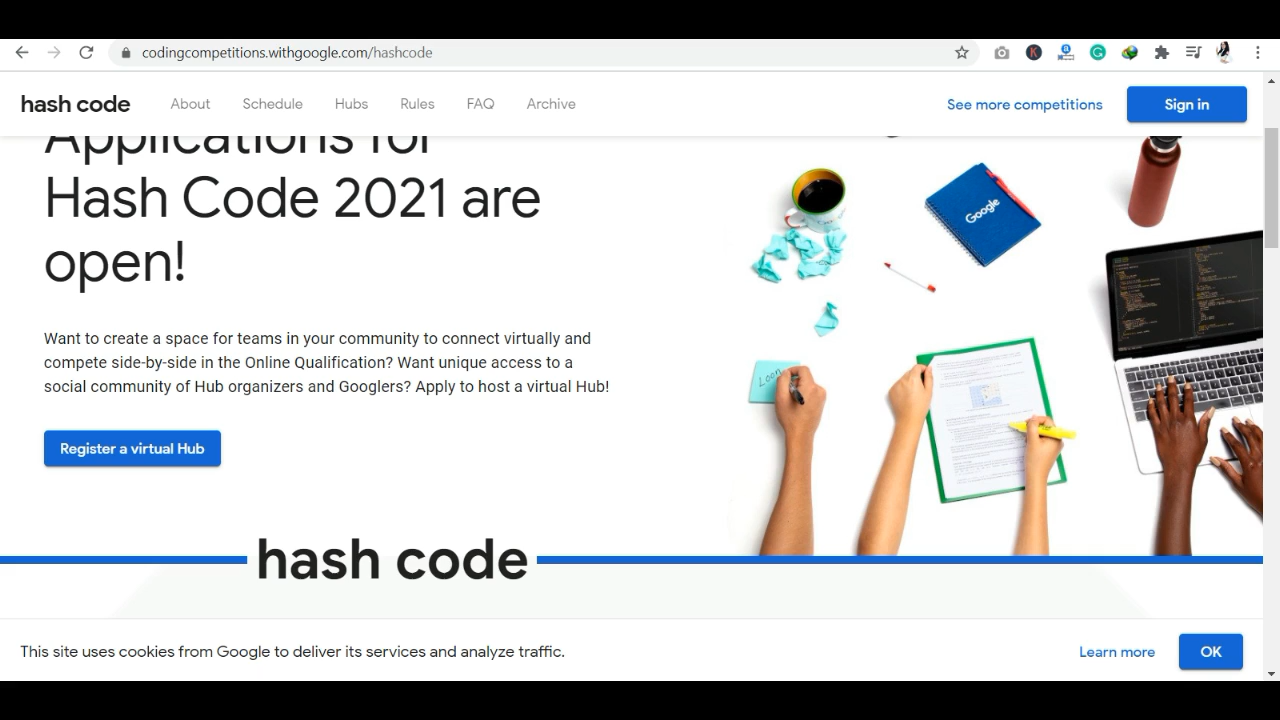 codingcompetitions.withgoogle.com/hashcode
hash code About Schedule Hubs Rules FAQ Archive See more competitions Sign in
Applications for
Hash Code 2021 are
open!
Want to create a space for teams in your community to connect virtually and
compete side-by-side in the Online Qualification? Want unique access to a
social community of Hub organizers and Googlers? Apply to host a virtual Hub!
Register a virtual Hub
Google
Loon
hash code
This site uses cookies from Google to deliver its services and analyze traffic.
Learn more OK